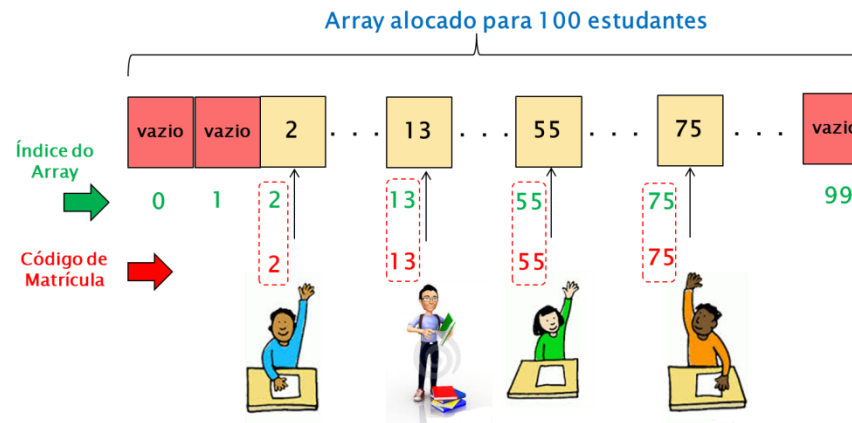 Array alocado para 100 estudantes
vazio vazio 2 . . . 13 . . . 55 . . . 75 . . . vazio
Índice do
Array
0 1 2 13 55 75 99
Código de
Matrícula
2 13 55 75